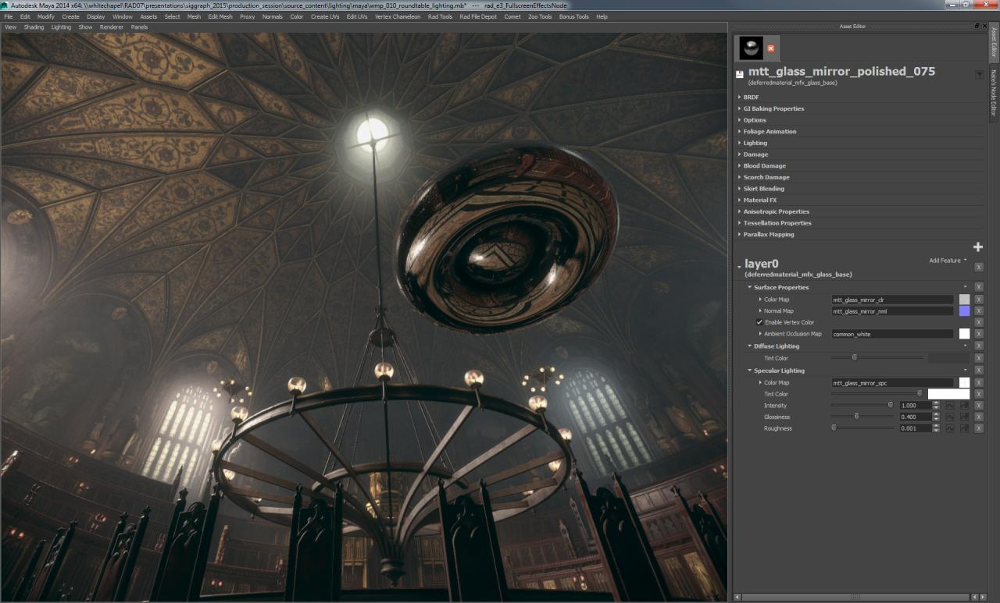 Autodesk Maya 2014 x64: \\whitechapel\RAD07\presentations\siggraph_2015\production_session\source_content\lighting\maya\wmp_010_roundtable_lighting.mb* --- rad_e3_FullscreenEffectsNode
File Edit Modify Create Display Window Assets Select Mesh Edit Mesh Proxy Normals Color Create UVs Edit UVs Vertex Chameleon Rad Tools Rad File Depot Comet Zoo Tools Bonus Tools Help
View Shading Lighting Show Renderer Panels
Asset Editor
Asset Editor
Nate's Node Editor
mtt_glass_mirror_polished_075
(deferredmaterial_mfx_glass_base)
BRDF
GI Baking Properties
Options
Foliage Animation
Lighting
Damage
Blood Damage
Scorch Damage
Skirt Blending
Material FX
Anisotropic Properties
Tessellation Properties
Parallax Mapping
layer0
Add Feature
X
(deferredmaterial_mfx_glass_base)
Surface Properties X
Color Map mtt_glass_mirror_clr X
Normal Map mtt_glass_mirror_nml X
Enable Vertex Color X
Ambient Occlusion Map common_white X
Diffuse Lighting X
Tint Color X
Specular Lighting X
Color Map mtt_glass_mirror_spc X
Tint Color X
Intensity 1.000 X
Glossiness 0.400 X
Roughness 0.001 X